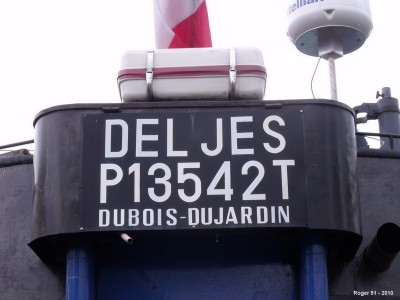 DEL JES
P13542T
DUBOIS-DUJARDIN
Roger 51 - 2010